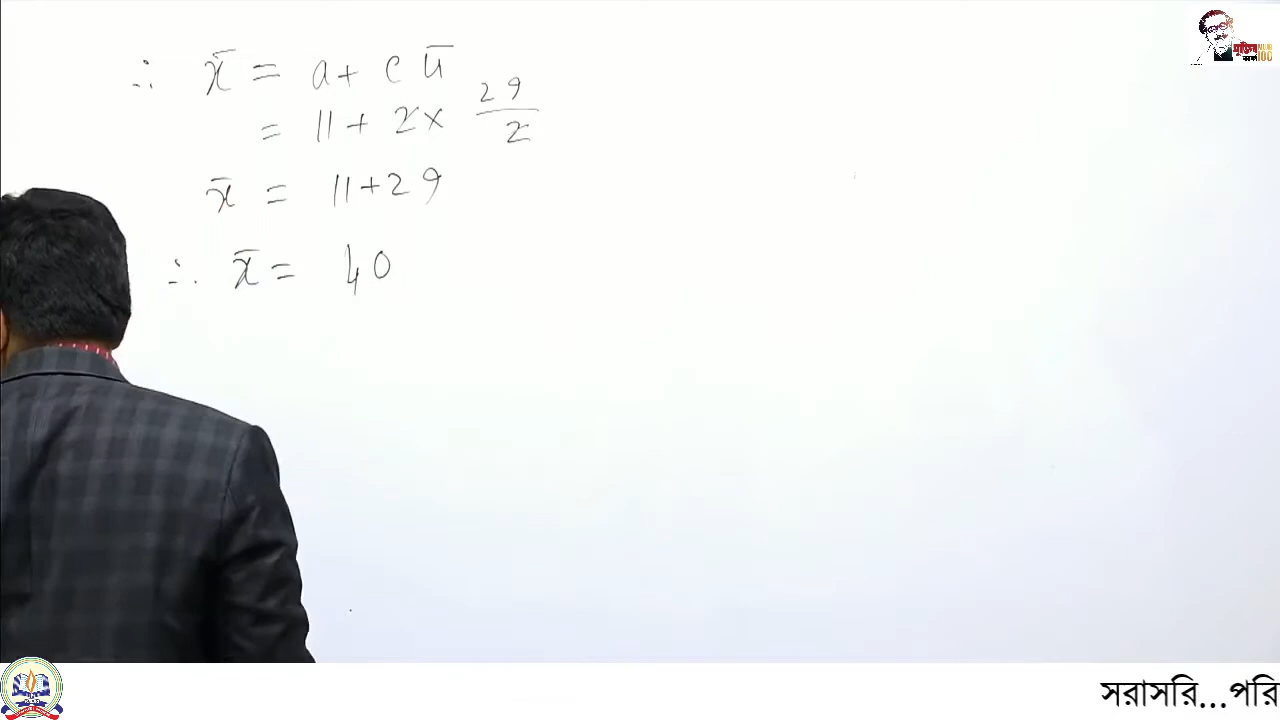 ∴ x̄ = a + c ū
= 11 + 2 × 29/2
x̄ = 11 + 29
∴ x̄ = 40
সরাসরি...পরি